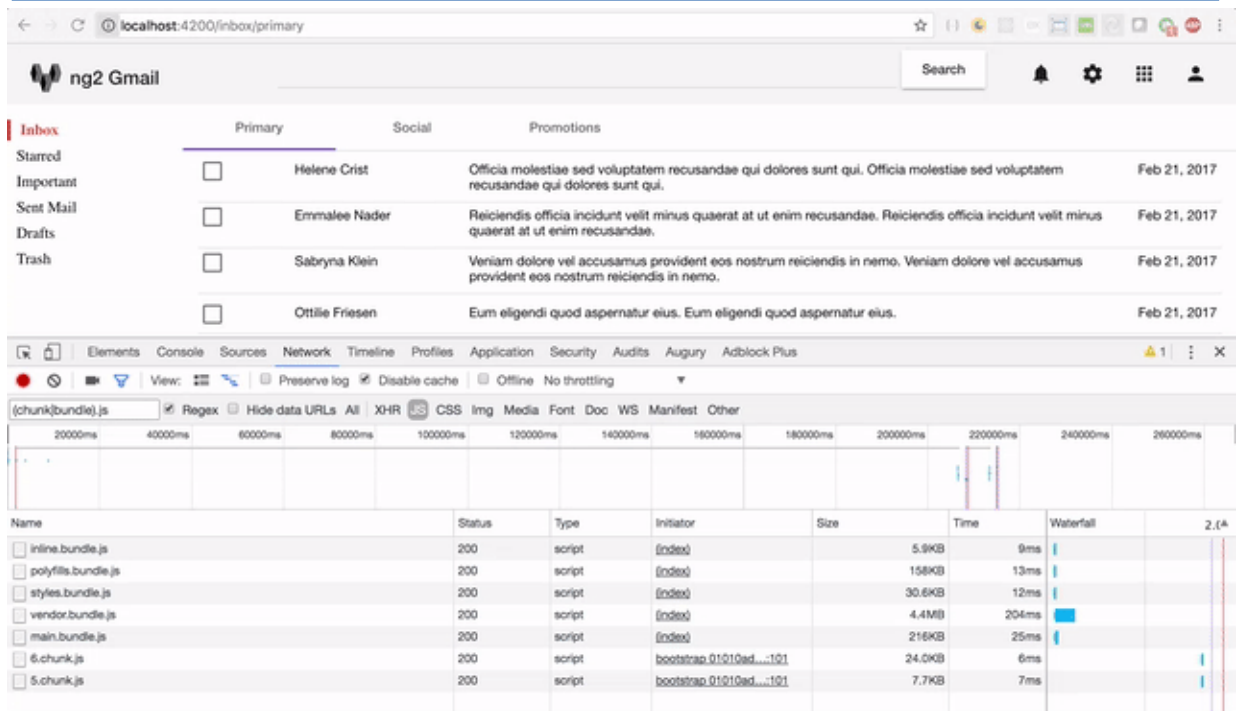 localhost:4200/inbox/primary
ng2 Gmail
Search
Inbox
Starred
Important
Sent Mail
Drafts
Trash
Primary Social Promotions
Helene Crist Officia molestiae sed voluptatem recusandae qui dolores sunt qui. Officia molestiae sed voluptatem Feb 21, 2017
recusandae qui dolores sunt qui.
Emmalee Nader Reiciendis officia incidunt velit minus quaerat at ut enim recusandae. Reiciendis officia incidunt velit minus Feb 21, 2017
quaerat at ut enim recusandae.
Sabryna Klein Veniam dolore vel accusamus provident eos nostrum reiciendis in nemo. Veniam dolore vel accusamus Feb 21, 2017
provident eos nostrum reiciendis in nemo.
Ottilie Friesen Eum eligendi quod aspernatur eius. Eum eligendi quod aspernatur eius. Feb 21, 2017
Elements Console Sources Network Timeline Profiles Application Security Audits Augury Adblock Plus 1
View: Preserve log Disable cache Offline No throttling
(chunk|bundle).js Regex Hide data URLs All XHR JS CSS Img Media Font Doc WS Manifest Other
20000ms 40000ms 60000ms 80000ms 100000ms 120000ms 140000ms 160000ms 180000ms 200000ms 220000ms 240000ms 260000ms
Name Status Type Initiator Size Time Waterfall
inline.bundle.js 200 script (index) 5.9KB 9ms
polyfills.bundle.js 200 script (index) 158KB 13ms
styles.bundle.js 200 script (index) 30.6KB 12ms
vendor.bundle.js 200 script (index) 4.4MB 204ms
main.bundle.js 200 script (index) 216KB 25ms
6.chunk.js 200 script bootstrap 01010ad...:101 24.0KB 6ms
5.chunk.js 200 script bootstrap 01010ad...:101 7.7KB 7ms